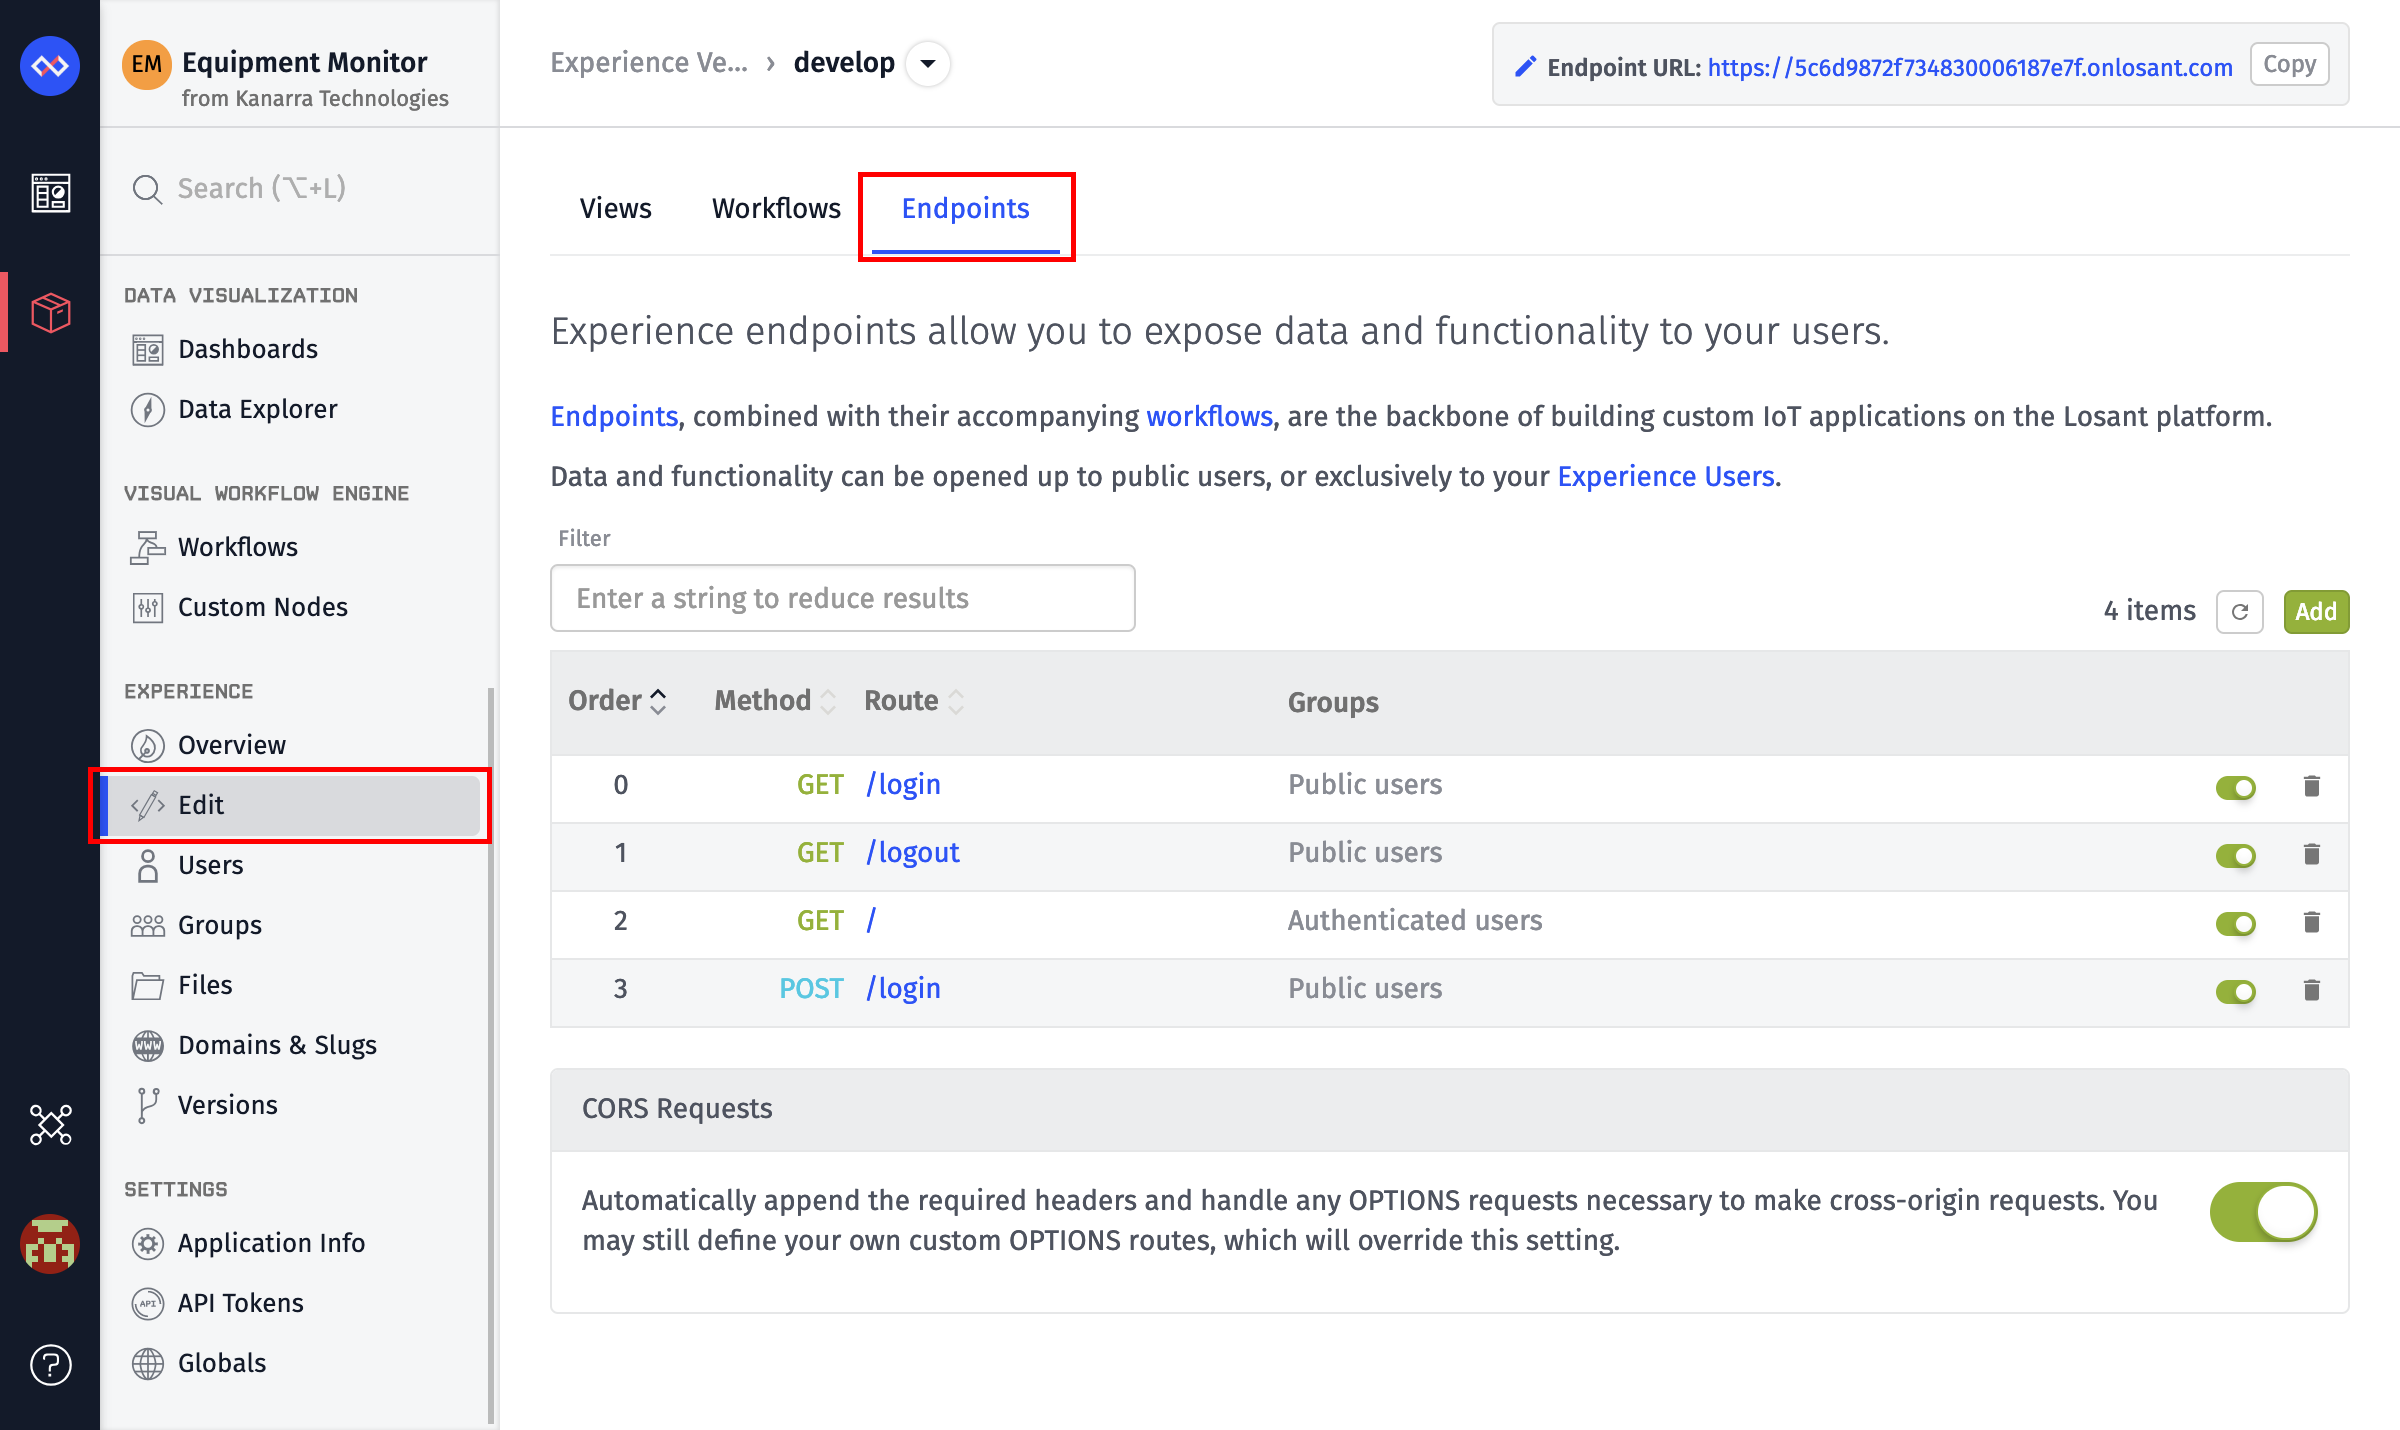 EM
Equipment Monitor
from Kanarra Technologies
Search (⌥+L)
DATA VISUALIZATION
Dashboards
Data Explorer
VISUAL WORKFLOW ENGINE
Workflows
Custom Nodes
EXPERIENCE
Overview
Edit
Users
Groups
Files
WWW
Domains & Slugs
Versions
SETTINGS
Application Info
API
API Tokens
Globals
?
Experience Ve... › develop
Endpoint URL: https://5c6d9872f734830006187e7f.onlosant.com
Copy
Views
Workflows
Endpoints
Experience endpoints allow you to expose data and functionality to your users.
Endpoints, combined with their accompanying workflows, are the backbone of building custom IoT applications on the Losant platform.
Data and functionality can be opened up to public users, or exclusively to your Experience Users.
Filter
Enter a string to reduce results
4 items
Add
Order Method Route Groups
0 GET /login Public users
1 GET /logout Public users
2 GET / Authenticated users
3 POST /login Public users
CORS Requests
Automatically append the required headers and handle any OPTIONS requests necessary to make cross-origin requests. You
may still define your own custom OPTIONS routes, which will override this setting.